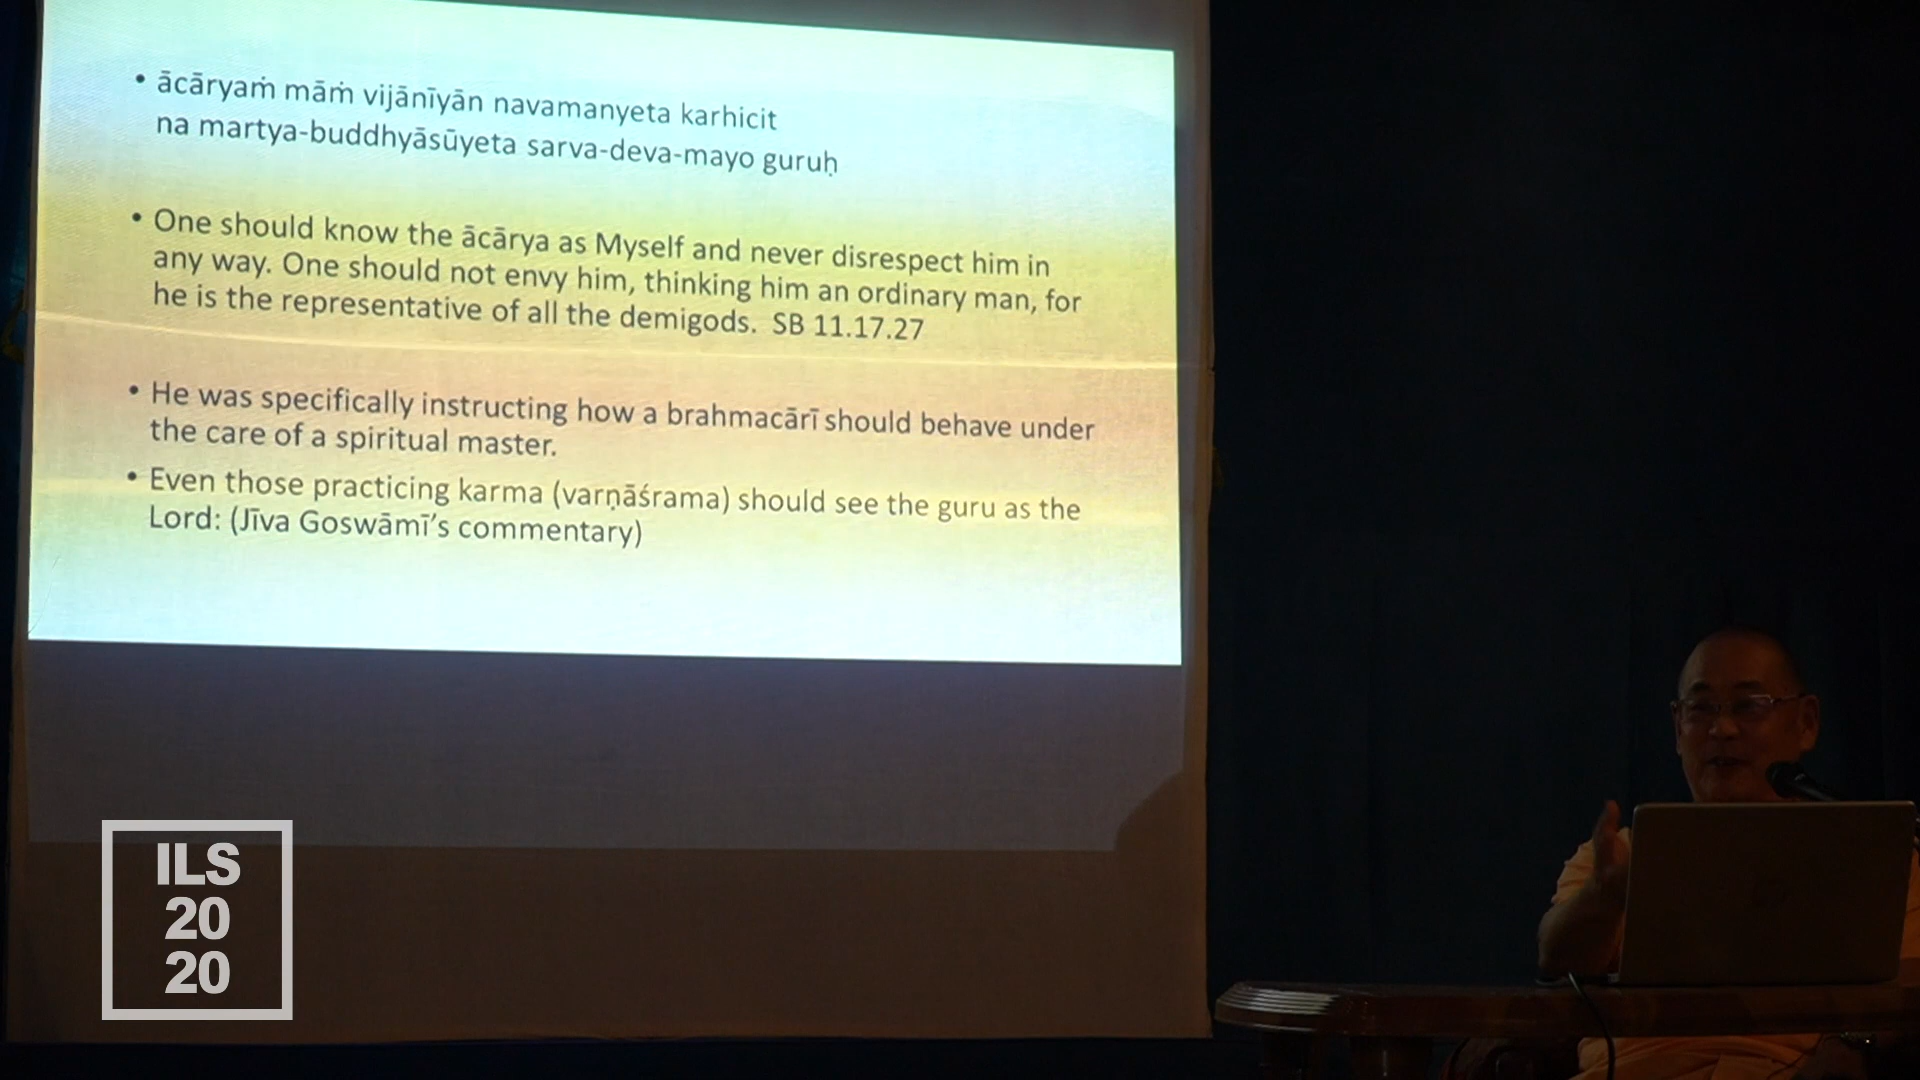 • ācāryaṁ māṁ vijānīyān navamanyeta karhicit
na martya-buddhyāsūyeta sarva-deva-mayo guruḥ
• One should know the ācārya as Myself and never disrespect him in
any way. One should not envy him, thinking him an ordinary man, for
he is the representative of all the demigods. SB 11.17.27
• He was specifically instructing how a brahmacārī should behave under
the care of a spiritual master.
• Even those practicing karma (varṇāśrama) should see the guru as the
Lord: (Jīva Goswāmī’s commentary)
ILS
20
20